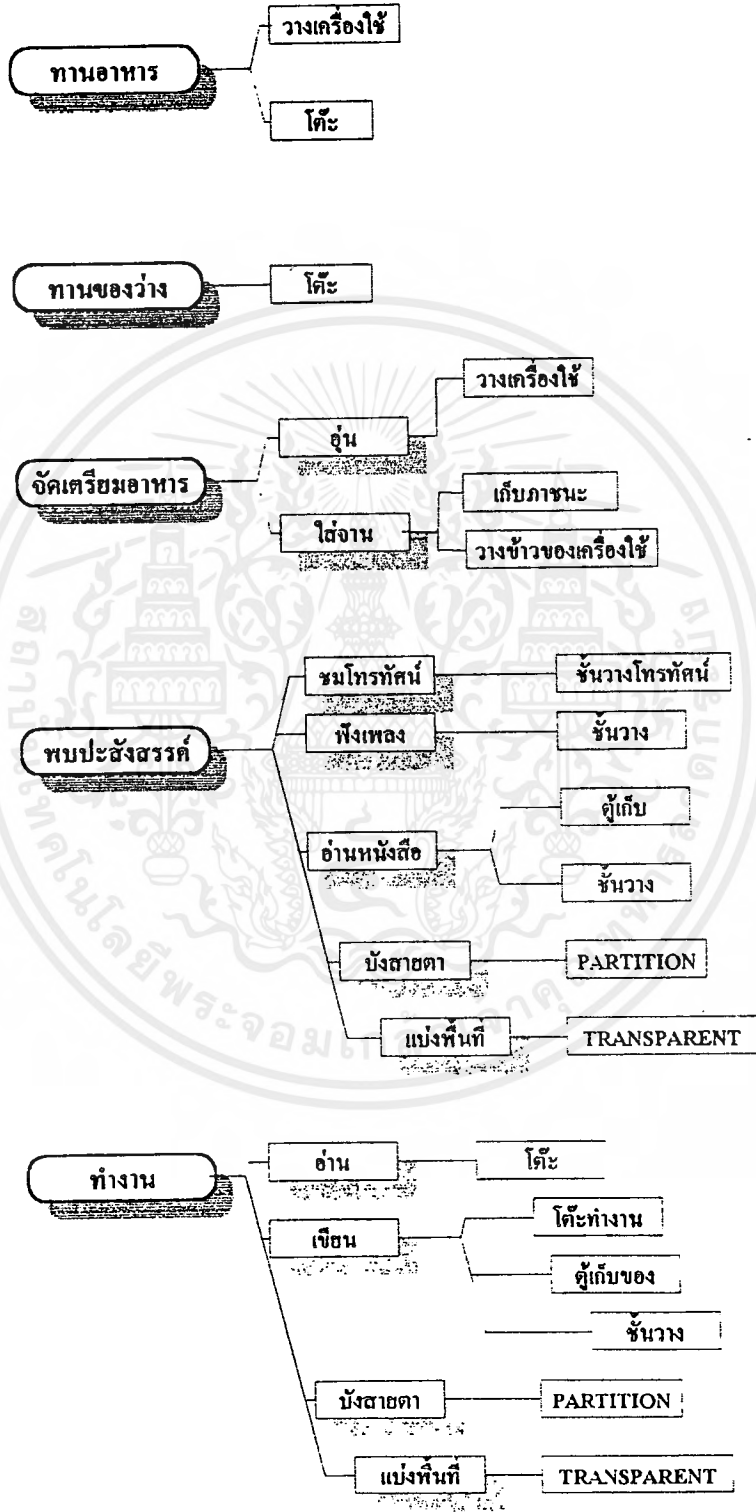 วางเครื่องใช้
ทานอาหาร
โต๊ะ
ทานของว่าง
โต๊ะ
วางเครื่องใช้
อุ่น
จัดเตรียมอาหาร
เก็บภาชนะ
ใส่จาน
วางข้าวของเครื่องใช้
ชมโทรทัศน์
ชั้นวางโทรทัศน์
พบปะสังสรรค์
ฟังเพลง
ชั้นวาง
ตู้เก็บ
อ่านหนังสือ
ชั้นวาง
บังสายตา
PARTITION
แบ่งพื้นที่
TRANSPARENT
ทำงาน
อ่าน
โต๊ะ
เขียน
โต๊ะทำงาน
ตู้เก็บของ
ชั้นวาง
บังสายตา
PARTITION
แบ่งพื้นที่
TRANSPARENT